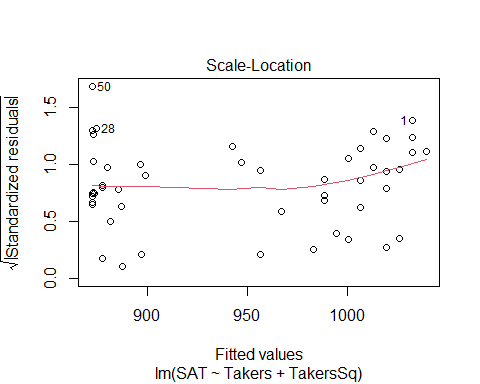 Scale-Location
√|Standardized residuals|
1.5
1.0
0.5
0.0
50
28
1
900
950
1000
Fitted values
lm(SAT ~ Takers + TakersSq)